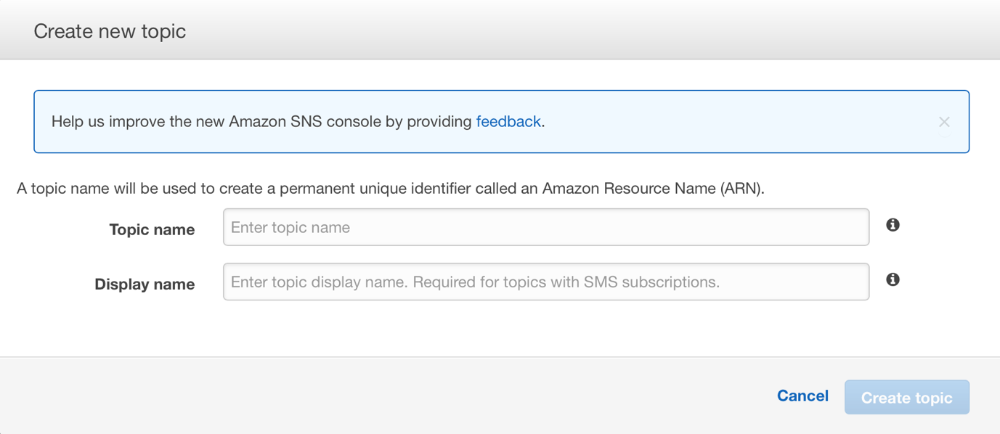 Create new topic
Help us improve the new Amazon SNS console by providing feedback.
A topic name will be used to create a permanent unique identifier called an Amazon Resource Name (ARN).
Topic name
Enter topic name
Display name
Enter topic display name. Required for topics with SMS subscriptions.
Cancel
Create topic